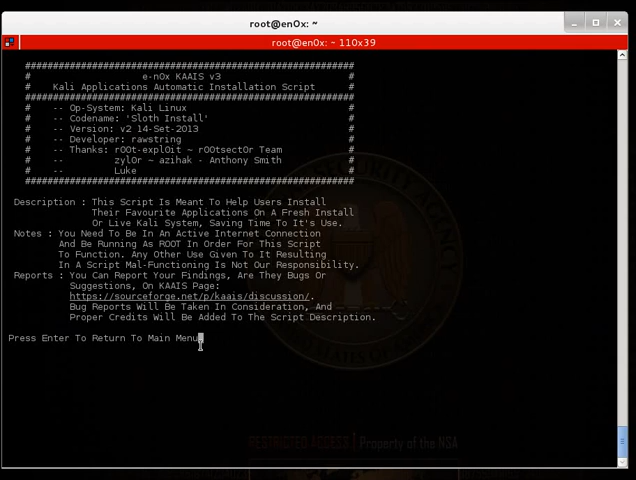 root@en0x: ~
root@en0x: ~ 110x39
#########################################################
# e-n0x KAAIS v3 #
# Kali Applications Automatic Installation Script #
#########################################################
# -- Op-System: Kali Linux #
# -- Codename: 'Sloth Install' #
# -- Version: v2 14-Set-2013 #
# -- Developer: rawstring #
# -- Thanks: r0Ot-expl0it ~ rOOtsectOr Team #
# -- zyl0r ~ azihak - Anthony Smith #
# -- Luke #
#########################################################
Description : This Script Is Meant To Help Users Install
Their Favourite Applications On A Fresh Install
Or Live Kali System, Saving Time To It's Use.
Notes : You Need To Be In An Active Internet Connection
And Be Running As ROOT In Order For This Script
To Function. Any Other Use Given To It Resulting
In A Script Mal-Functioning Is Not Our Responsibility.
Reports : You Can Report Your Findings, Are They Bugs Or
Suggestions, On KAAIS Page:
https://sourceforge.net/p/kaais/discussion/.
Bug Reports Will Be Taken In Consideration, And
Proper Credits Will Be Added To The Script Description.
Press Enter To Return To Main Menu
RESTRICTED ACCESS | Property of the NSA